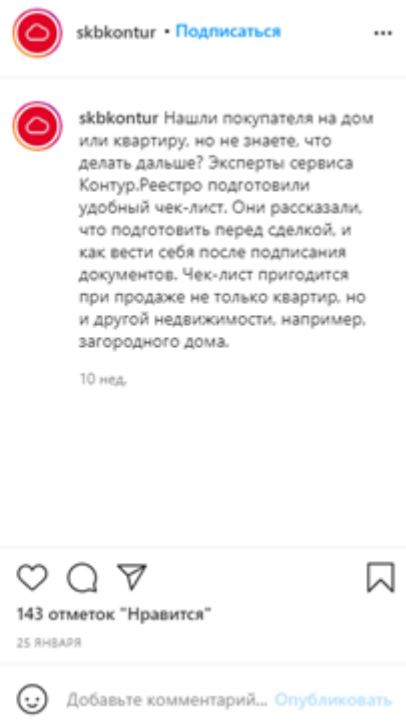 skbkontur • Подписаться
skbkontur Нашли покупателя на дом
или квартиру, но не знаете, что
делать дальше? Эксперты сервиса
Контур.Реестро подготовили
удобный чек-лист. Они рассказали,
что подготовить перед сделкой, и
как вести себя после подписания
документов. Чек-лист пригодится
при продаже не только квартир, но
и другой недвижимости, например,
загородного дома.
10 нед.
143 отметок "Нравится"
25 ЯНВАРЯ
Добавьте комментарий... Опубликовать